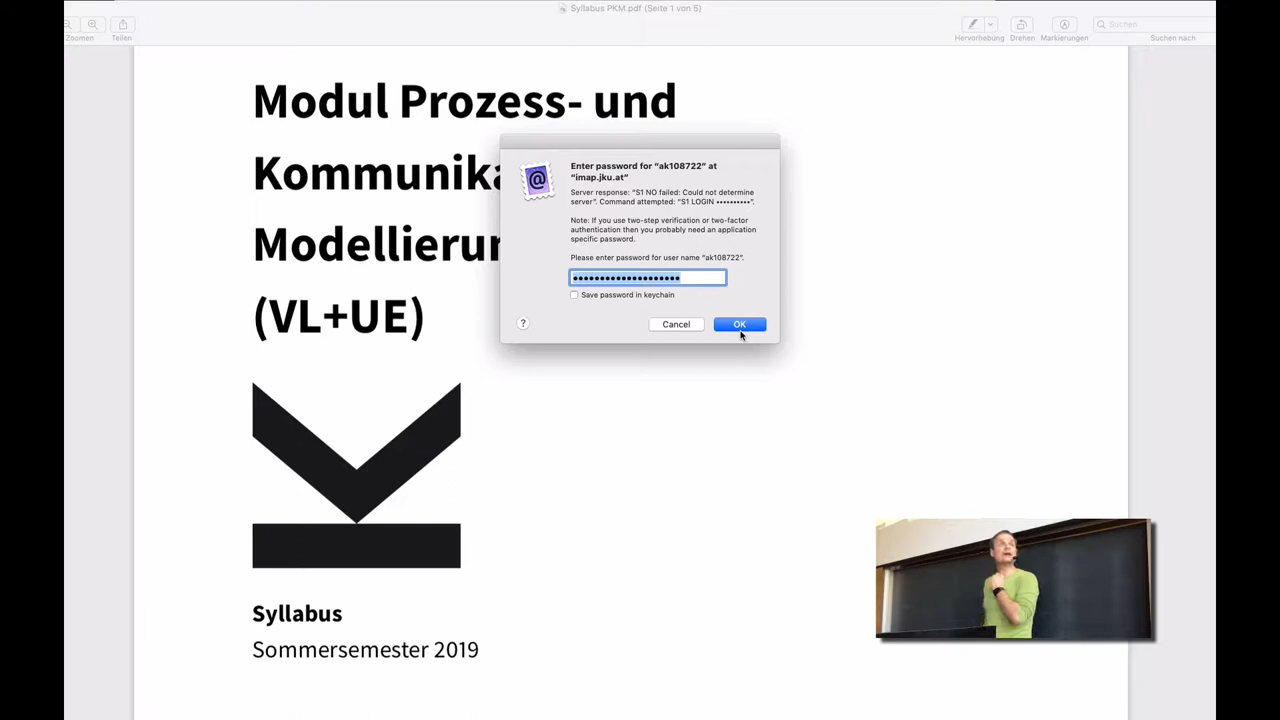 Syllabus PKM.pdf (Seite 1 von 5)
Suchen
Zoomen
Teilen
Hervorhebung
Drehen
Markierungen
Suchen nach
Modul Prozess- und
Kommunika
Modellierun
(VL+UE)
Enter password for “ak108722” at
“imap.jku.at”
Server response: “S1 NO failed: Could not determine
server”. Command attempted: “S1 LOGIN ••••••••••”.
Note: If you use two-step verification or two-factor
authentication then you probably need an application
specific password.
Please enter password for user name “ak108722”.
Save password in keychain
?
Cancel
OK
Syllabus
Sommersemester 2019